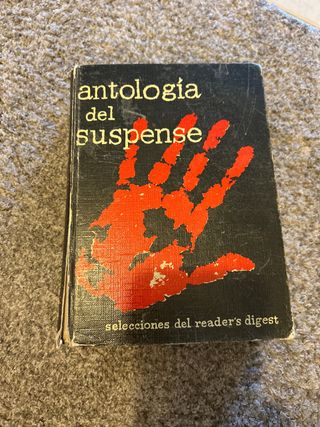 antología
del
suspense
selecciones del reader's digest